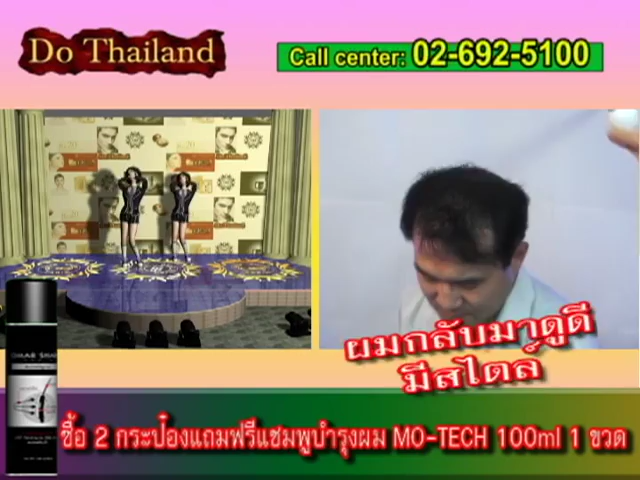 Do Thailand
Call center: 02-692-5100
ผมกลับมาดูดี
มีสไตล์
ซื้อ 2 กระป๋องแถมฟรีแชมพูบำรุงผม MO-TECH 100ml 1 ขวด